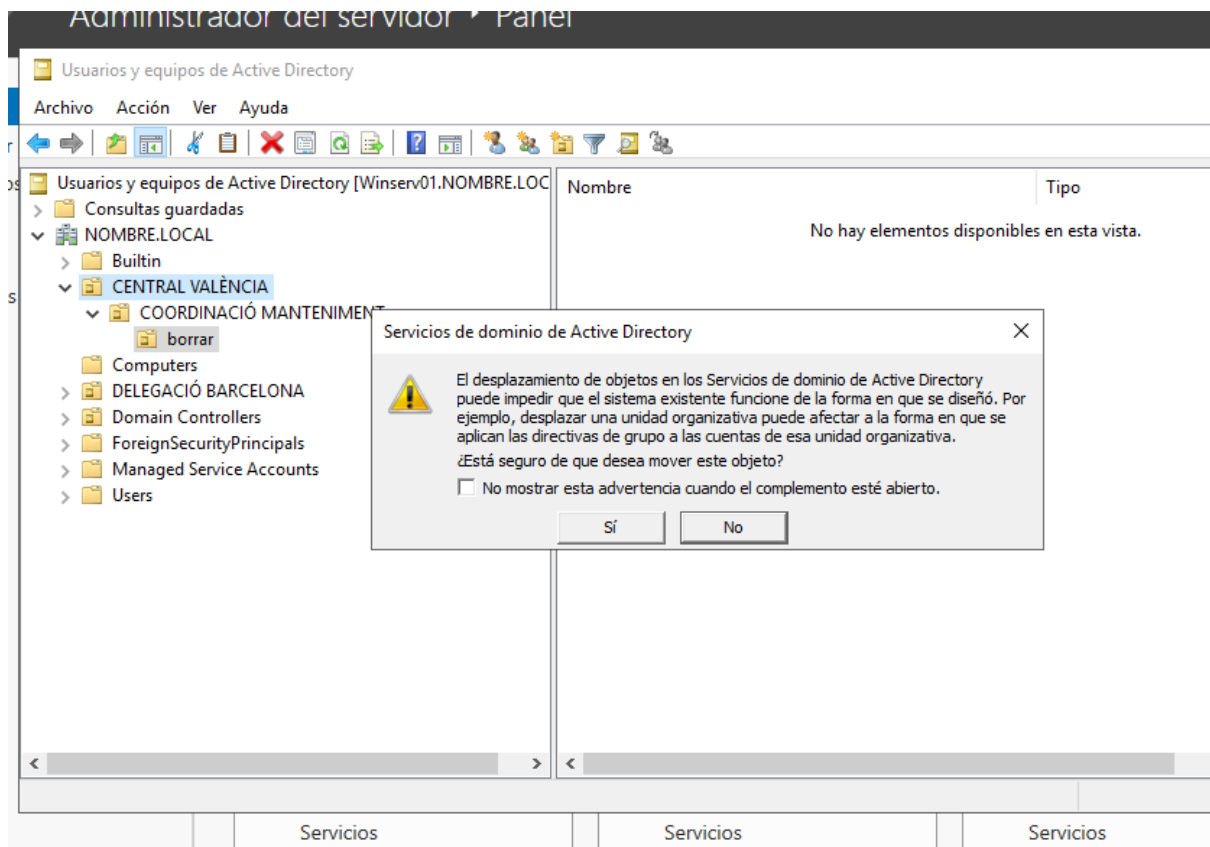 Administrador del servidor ‣ Panel
Usuarios y equipos de Active Directory
Archivo Acción Ver Ayuda
Usuarios y equipos de Active Directory [Winserv01.NOMBRE.LOC
Nombre
Tipo
Consultas guardadas
No hay elementos disponibles en esta vista.
NOMBRE.LOCAL
Builtin
CENTRAL VALÈNCIA
COORDINACIÓ MANTENIMENT
borrar
Computers
DELEGACIÓ BARCELONA
Domain Controllers
ForeignSecurityPrincipals
Managed Service Accounts
Users
Servicios de dominio de Active Directory
El desplazamiento de objetos en los Servicios de dominio de Active Directory
puede impedir que el sistema existente funcione de la forma en que se diseñó. Por
ejemplo, desplazar una unidad organizativa puede afectar a la forma en que se
aplican las directivas de grupo a las cuentas de esa unidad organizativa.
¿Está seguro de que desea mover este objeto?
No mostrar esta advertencia cuando el complemento esté abierto.
Sí
No
Servicios
Servicios
Servicios